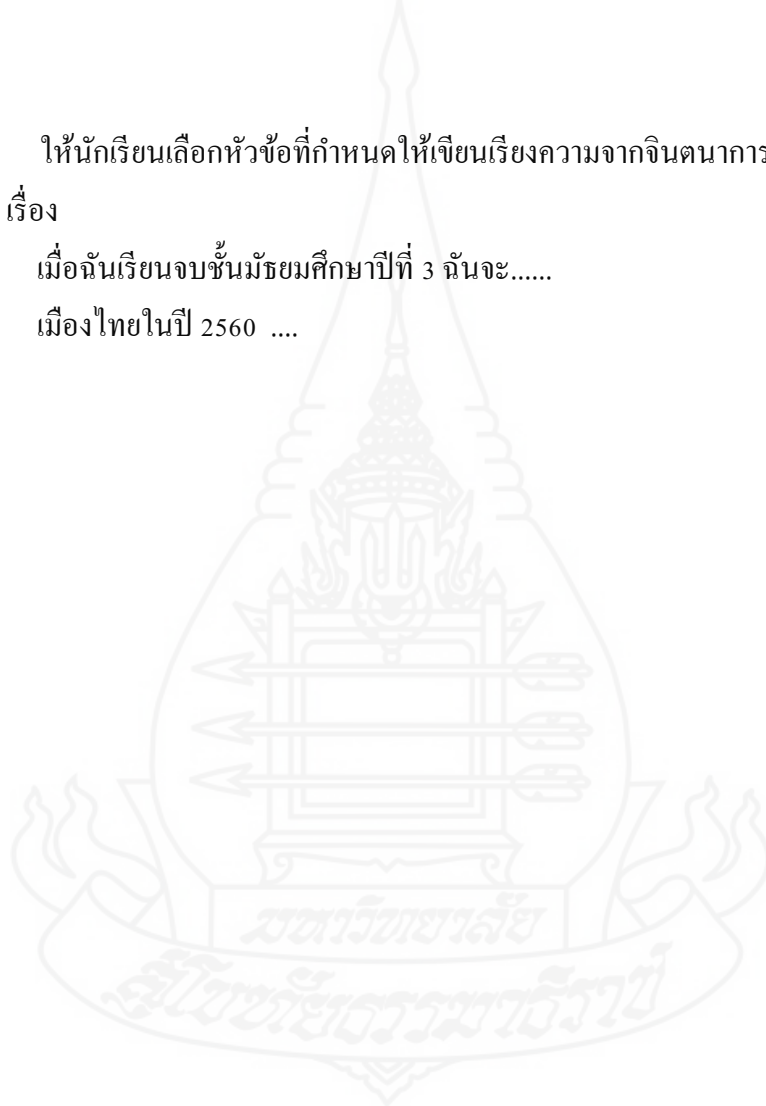 ให้นักเรียนเลือกหัวข้อที่กำหนดให้เขียนเรียงความจากจินตนาการ
เรื่อง
เมื่อฉันเรียนจบชั้นมัธยมศึกษาปีที่ 3 ฉันจะ......
เมืองไทยในปี 2560 ....
มหาวิทยาลัย
สุโขทัยธรรมาธิราช